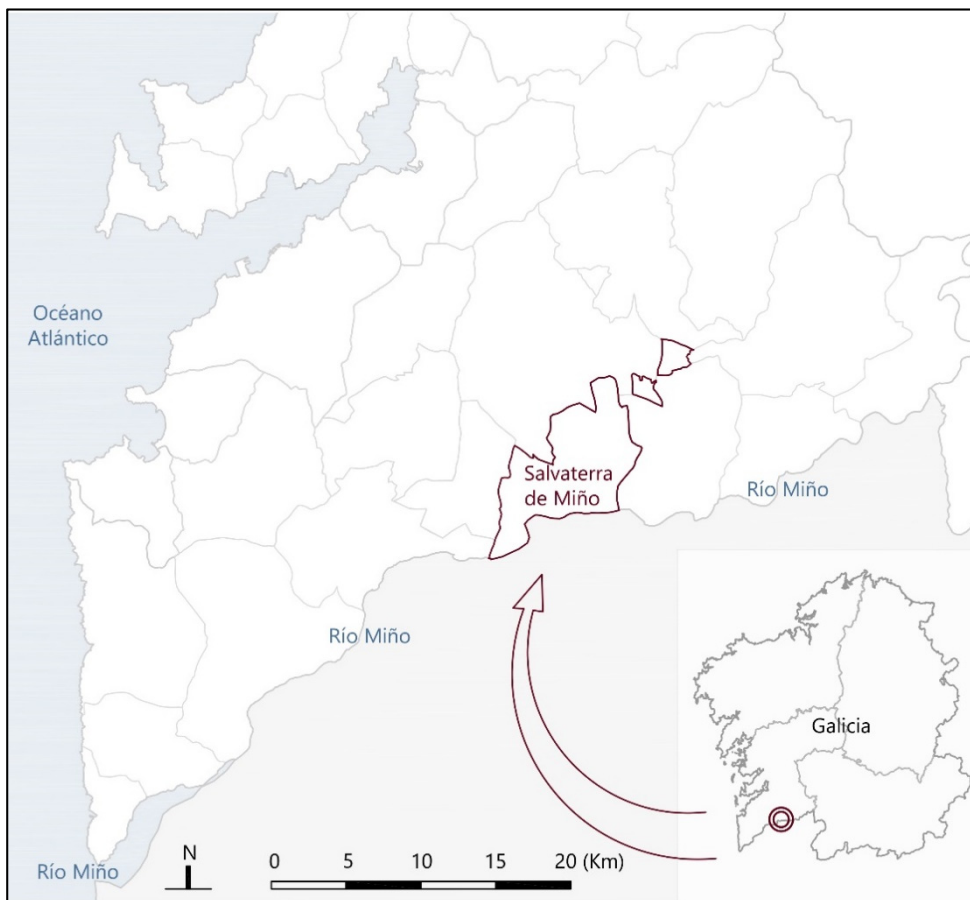 Océano
Atlántico
Salvaterra
de Miño
Río Miño
Río Miño
Galicia
Río Miño
N
0 5 10 15 20 (Km)